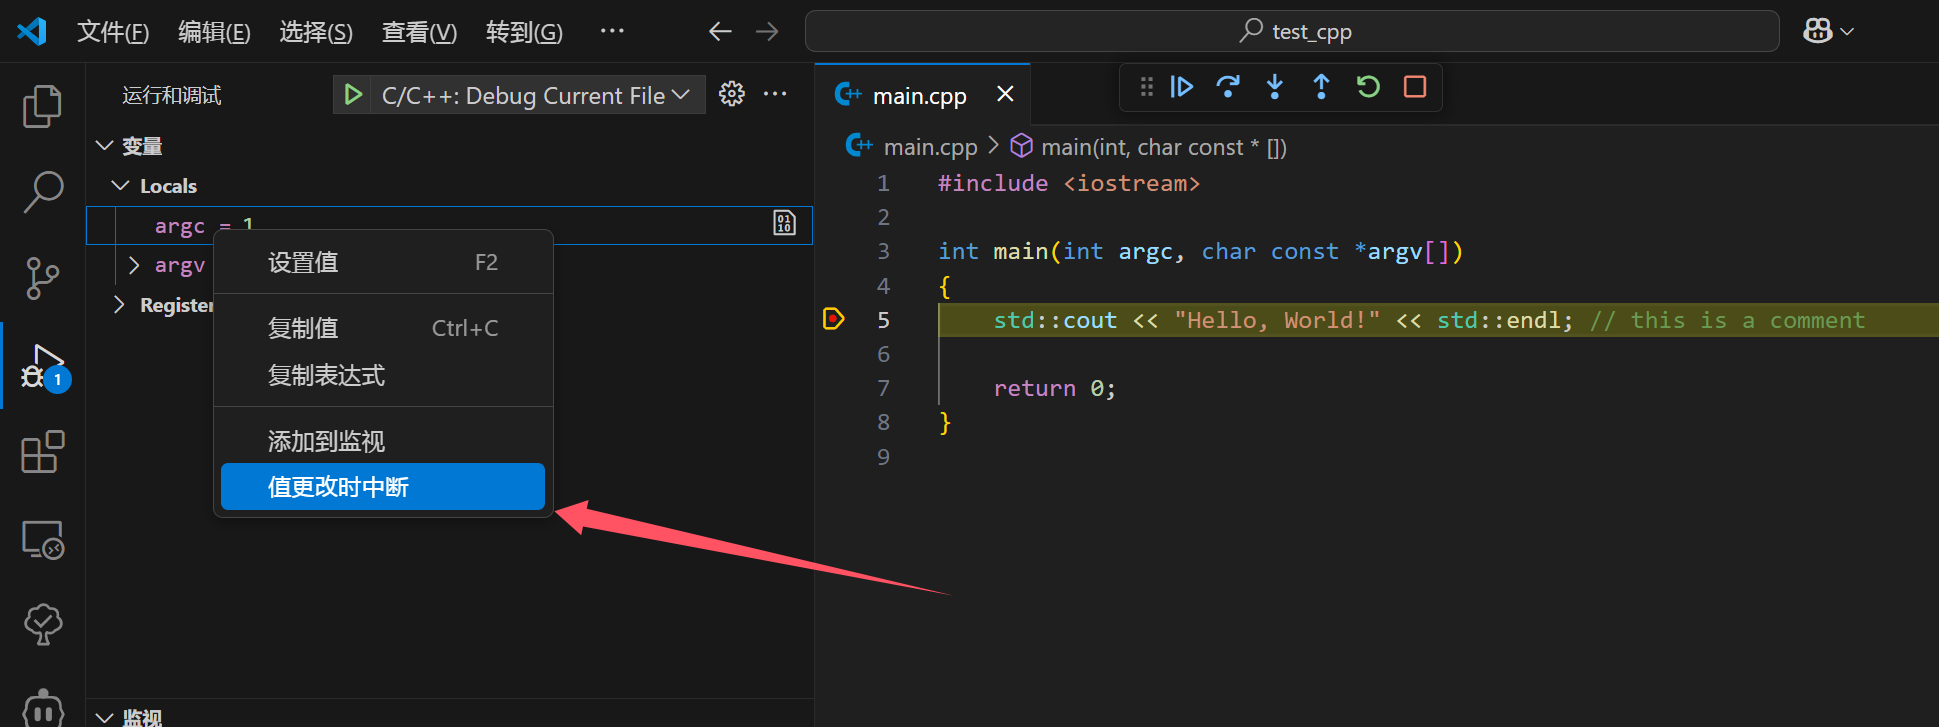 文件(F) 编辑(E) 选择(S) 查看(V) 转到(G) ··· test_cpp
运行和调试 C/C++: Debug Current File ···
变量
Locals
argc = 1
argv
Register
设置值 F2
复制值 Ctrl+C
复制表达式
添加到监视
值更改时中断
1
监视
main.cpp
main.cpp > main(int, char const * [])
1 #include <iostream>
2
3 int main(int argc, char const *argv[])
4 {
5 std::cout << "Hello, World!" << std::endl; // this is a comment
6
7 return 0;
8 }
9